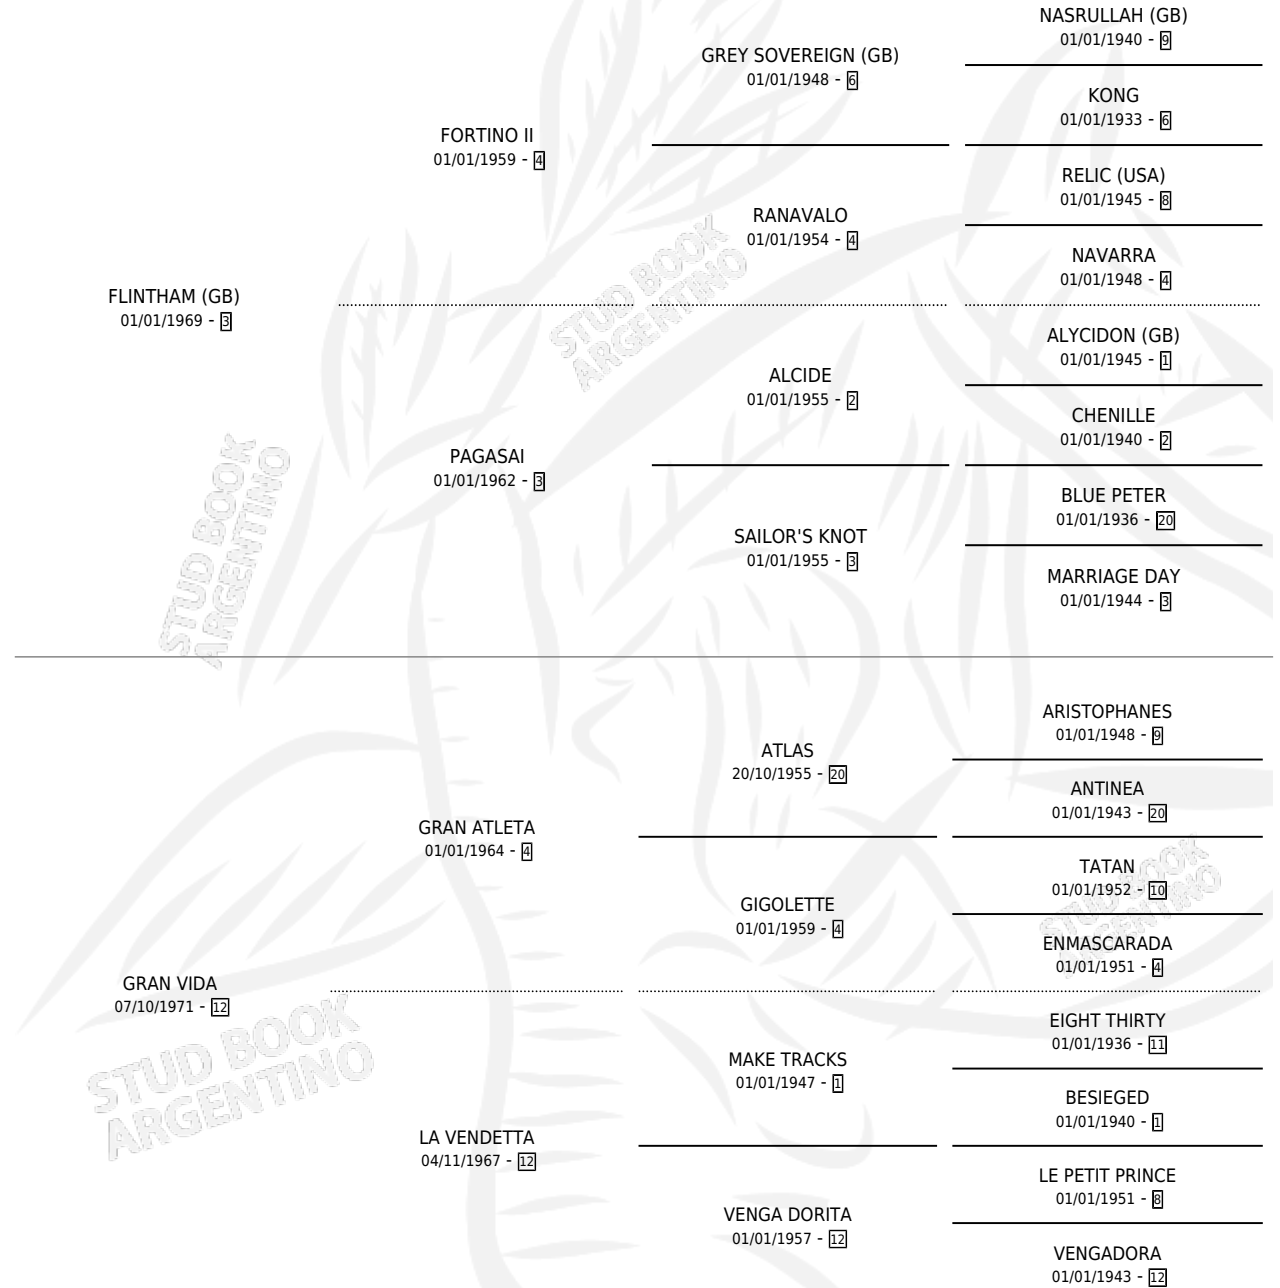 NASRULLAH (GB)
01/01/1940 - 9
GREY SOVEREIGN (GB)
01/01/1948 - 6
KONG
01/01/1933 - 6
FORTINO II
01/01/1959 - 4
RELIC (USA)
01/01/1945 - 8
RANAVALO
01/01/1954 - 4
NAVARRA
01/01/1948 - 4
FLINTHAM (GB)
01/01/1969 - 3
ALYCIDON (GB)
01/01/1945 - 1
ALCIDE
01/01/1955 - 2
CHENILLE
01/01/1940 - 2
PAGASAI
01/01/1962 - 3
BLUE PETER
01/01/1936 - 20
SAILOR'S KNOT
01/01/1955 - 3
MARRIAGE DAY
01/01/1944 - 3
ARISTOPHANES
01/01/1948 - 9
ATLAS
20/10/1955 - 20
ANTINEA
01/01/1943 - 20
GRAN ATLETA
01/01/1964 - 4
TATAN
01/01/1952 - 10
GIGOLETTE
01/01/1959 - 4
ENMASCARADA
01/01/1951 - 4
GRAN VIDA
07/10/1971 - 12
EIGHT THIRTY
01/01/1936 - 11
MAKE TRACKS
01/01/1947 - 1
BESIEGED
01/01/1940 - 1
LA VENDETTA
04/11/1967 - 12
LE PETIT PRINCE
01/01/1951 - 8
VENGA DORITA
01/01/1957 - 12
VENGADORA
01/01/1943 - 12
STUD BOOK
ARGENTINO
STUD BOOK
ARGENTINO
STUD BOOK
ARGENTINO
STUD BOOK
ARGENTINO